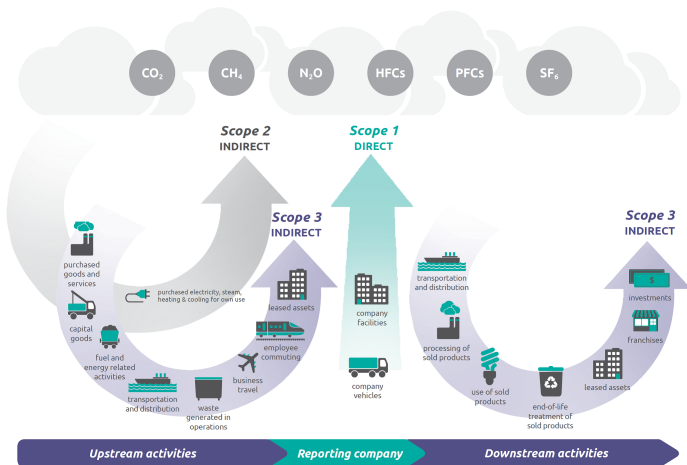 CO₂
CH₄
N₂O
HFCs
PFCs
SF₆
Scope 2
INDIRECT
Scope 1
DIRECT
Scope 3
INDIRECT
Scope 3
INDIRECT
purchased
goods and
services
capital
goods
fuel and
energy related
activities
transportation
and distribution
waste
generated in
operations
business
travel
employee
commuting
leased assets
purchased electricity, steam,
heating & cooling for own use
company
facilities
company
vehicles
transportation
and distribution
processing of
sold products
use of sold
products
end-of-life
treatment of
sold products
leased assets
franchises
investments
$
Upstream activities
Reporting company
Downstream activities